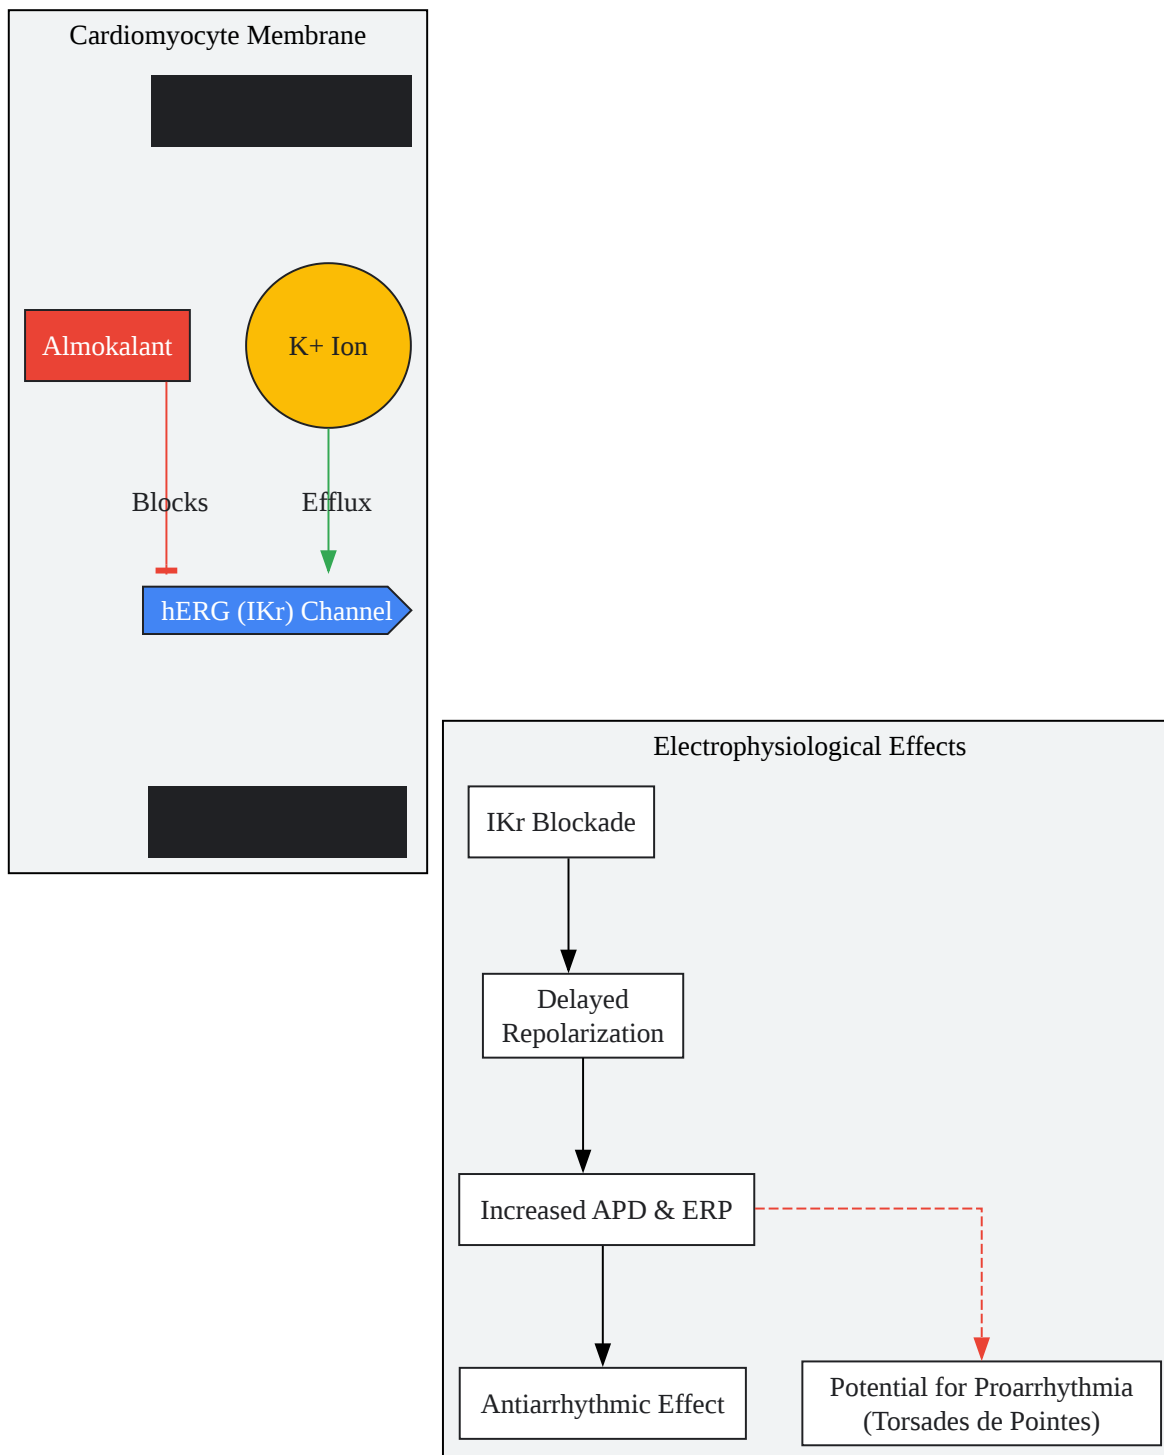 Cardiomyocyte Membrane
Almokalant
K+ Ion
Blocks
Efflux
hERG (IKr) Channel
Electrophysiological Effects
IKr Blockade
Delayed
Repolarization
Increased APD & ERP
Antiarrhythmic Effect
Potential for Proarrhythmia
(Torsades de Pointes)